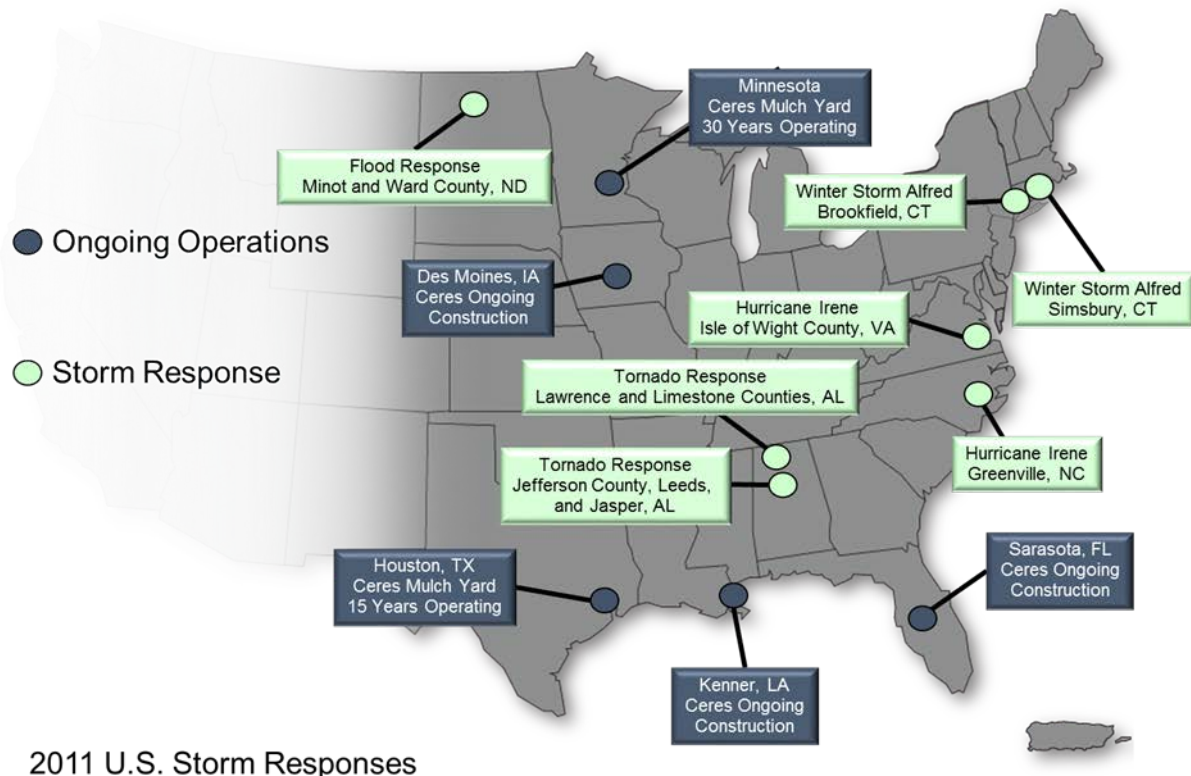 Minnesota
Ceres Mulch Yard
30 Years Operating
Flood Response
Minot and Ward County, ND
Winter Storm Alfred
Brookfield, CT
Ongoing Operations
Des Moines, IA
Ceres Ongoing
Construction
Winter Storm Alfred
Simsbury, CT
Hurricane Irene
Isle of Wight County, VA
Storm Response
Tornado Response
Lawrence and Limestone Counties, AL
Hurricane Irene
Greenville, NC
Tornado Response
Jefferson County, Leeds,
and Jasper, AL
Houston, TX
Ceres Mulch Yard
15 Years Operating
Sarasota, FL
Ceres Ongoing
Construction
Kenner, LA
Ceres Ongoing
Construction
2011 U.S. Storm Responses